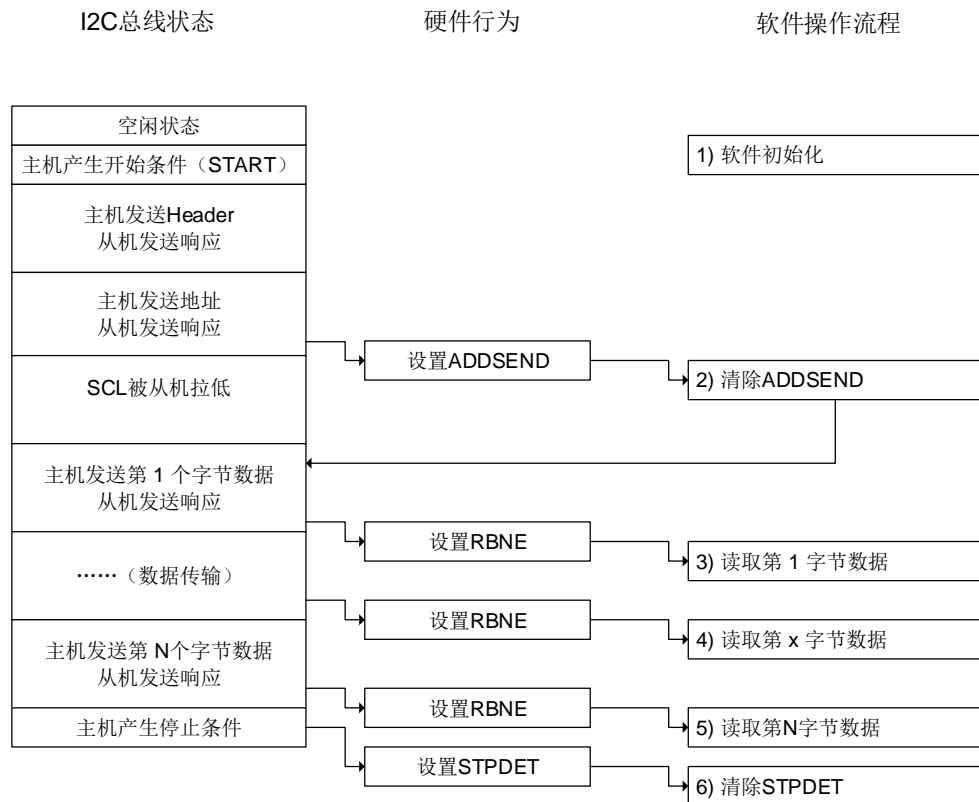 I2C总线状态
硬件行为
软件操作流程
空闲状态
主机产生开始条件（START）
1) 软件初始化
主机发送Header
从机发送响应
主机发送地址
从机发送响应
设置ADDSEND
2) 清除ADDSEND
SCL被从机拉低
主机发送第 1 个字节数据
从机发送响应
设置RBNE
3) 读取第 1 字节数据
……（数据传输）
设置RBNE
4) 读取第 x 字节数据
主机发送第 N个字节数据
从机发送响应
设置RBNE
5) 读取第N字节数据
主机产生停止条件
设置STPDET
6) 清除STPDET